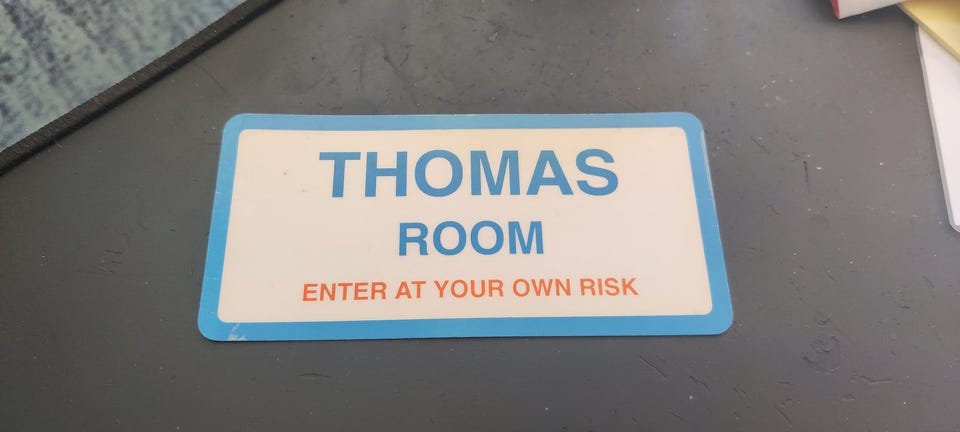 THOMAS
ROOM
ENTER AT YOUR OWN RISK